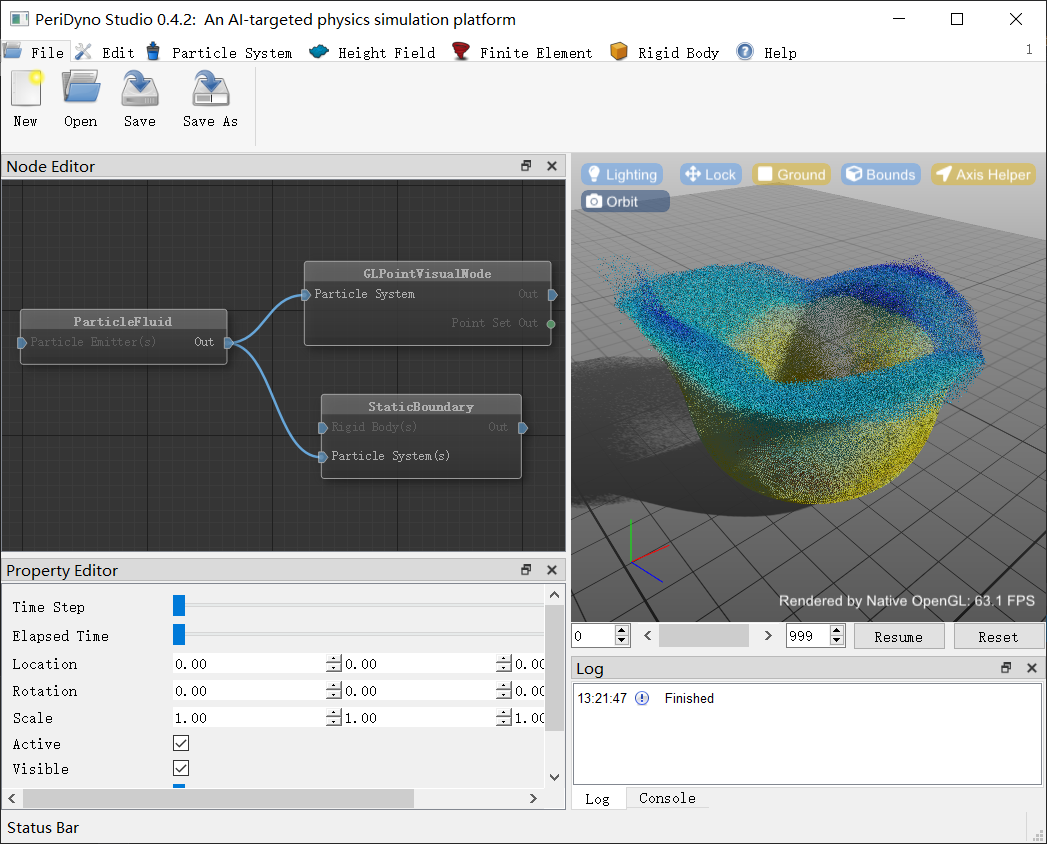 PeriDyno Studio 0.4.2: An AI-targeted physics simulation platform
File Edit Particle System Height Field Finite Element Rigid Body Help 1
New Open Save Save As
Node Editor
GLPointVisualNode
Particle System Out
Point Set Out
ParticleFluid
Particle Emitter(s) Out
StaticBoundary
Rigid Body(s) Out
Particle System(s)
Lighting Lock Ground Bounds Axis Helper
Orbit
Rendered by Native OpenGL: 63.1 FPS
0 999 Resume Reset
Property Editor
Time Step
Elapsed Time
Location 0.00 0.00 0.00
Rotation 0.00 0.00 0.00
Scale 1.00 1.00 1.00
Active
Visible
Log
13:21:47 Finished
Log Console
Status Bar